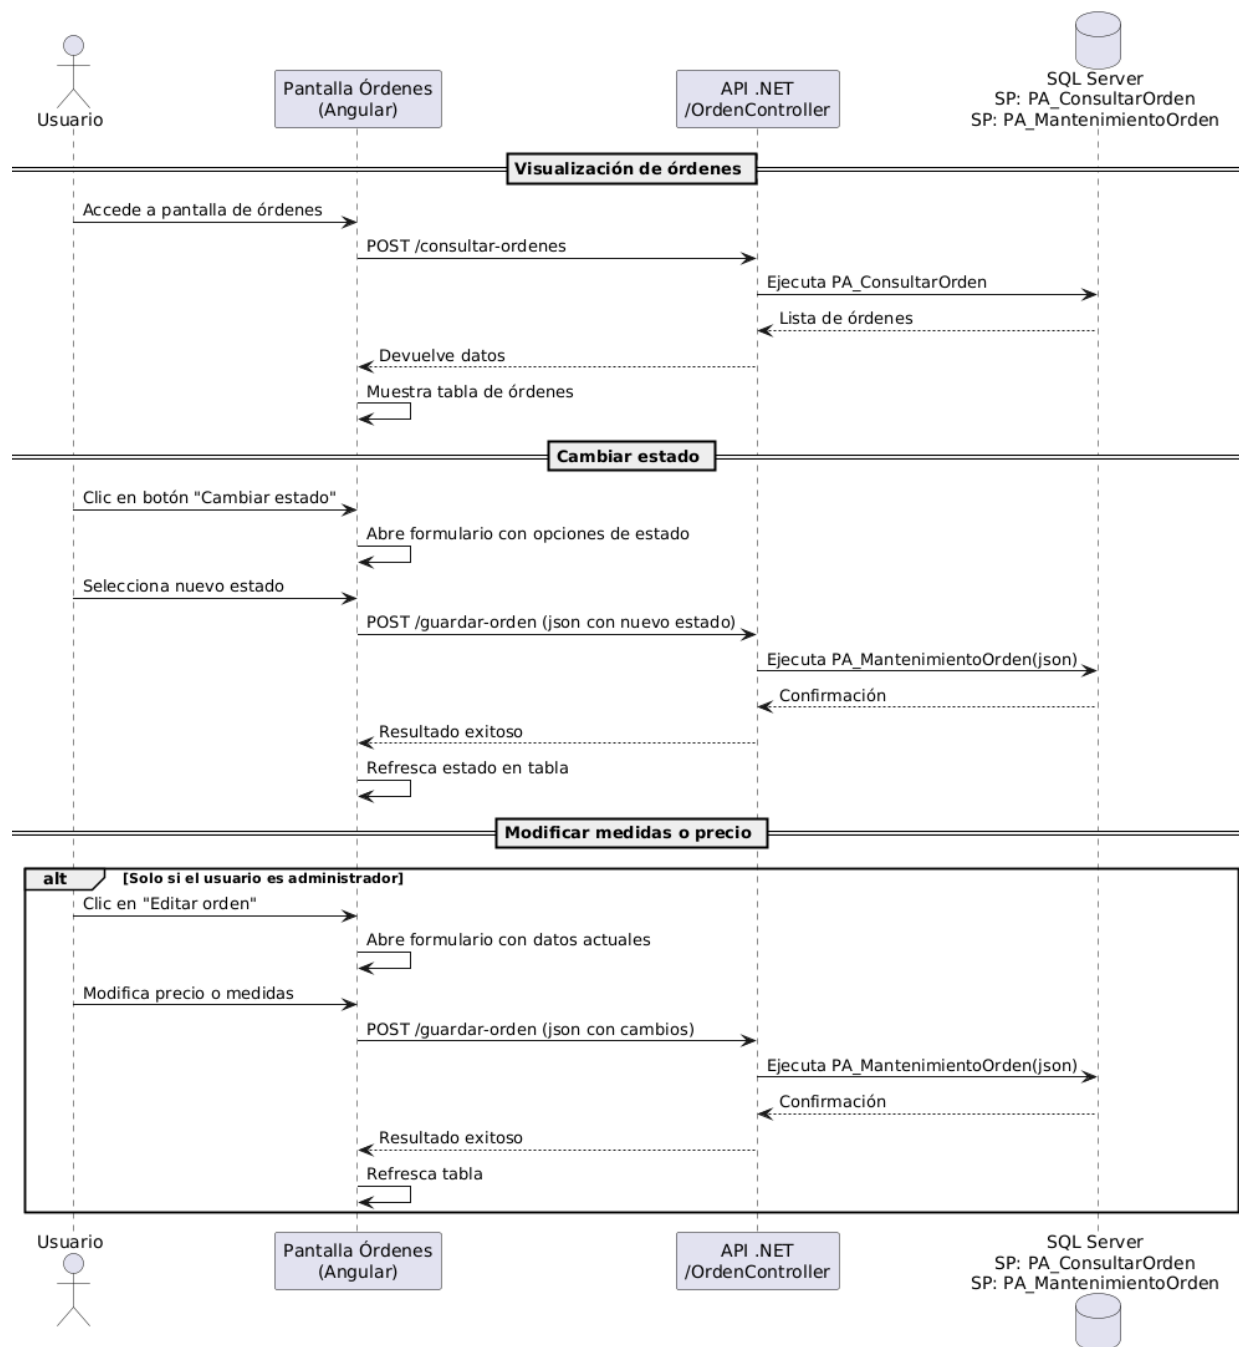 Usuario
Pantalla Órdenes
(Angular)
API .NET
/OrdenController
SQL Server
SP: PA_ConsultarOrden
SP: PA_MantenimientoOrden
Visualización de órdenes
Accede a pantalla de órdenes
POST /consultar-ordenes
Ejecuta PA_ConsultarOrden
Lista de órdenes
Devuelve datos
Muestra tabla de órdenes
Cambiar estado
Clic en botón "Cambiar estado"
Abre formulario con opciones de estado
Selecciona nuevo estado
POST /guardar-orden (json con nuevo estado)
Ejecuta PA_MantenimientoOrden(json)
Confirmación
Resultado exitoso
Refresca estado en tabla
Modificar medidas o precio
alt [Solo si el usuario es administrador]
Clic en "Editar orden"
Abre formulario con datos actuales
Modifica precio o medidas
POST /guardar-orden (json con cambios)
Ejecuta PA_MantenimientoOrden(json)
Confirmación
Resultado exitoso
Refresca tabla
Usuario
Pantalla Órdenes
(Angular)
API .NET
/OrdenController
SQL Server
SP: PA_ConsultarOrden
SP: PA_MantenimientoOrden